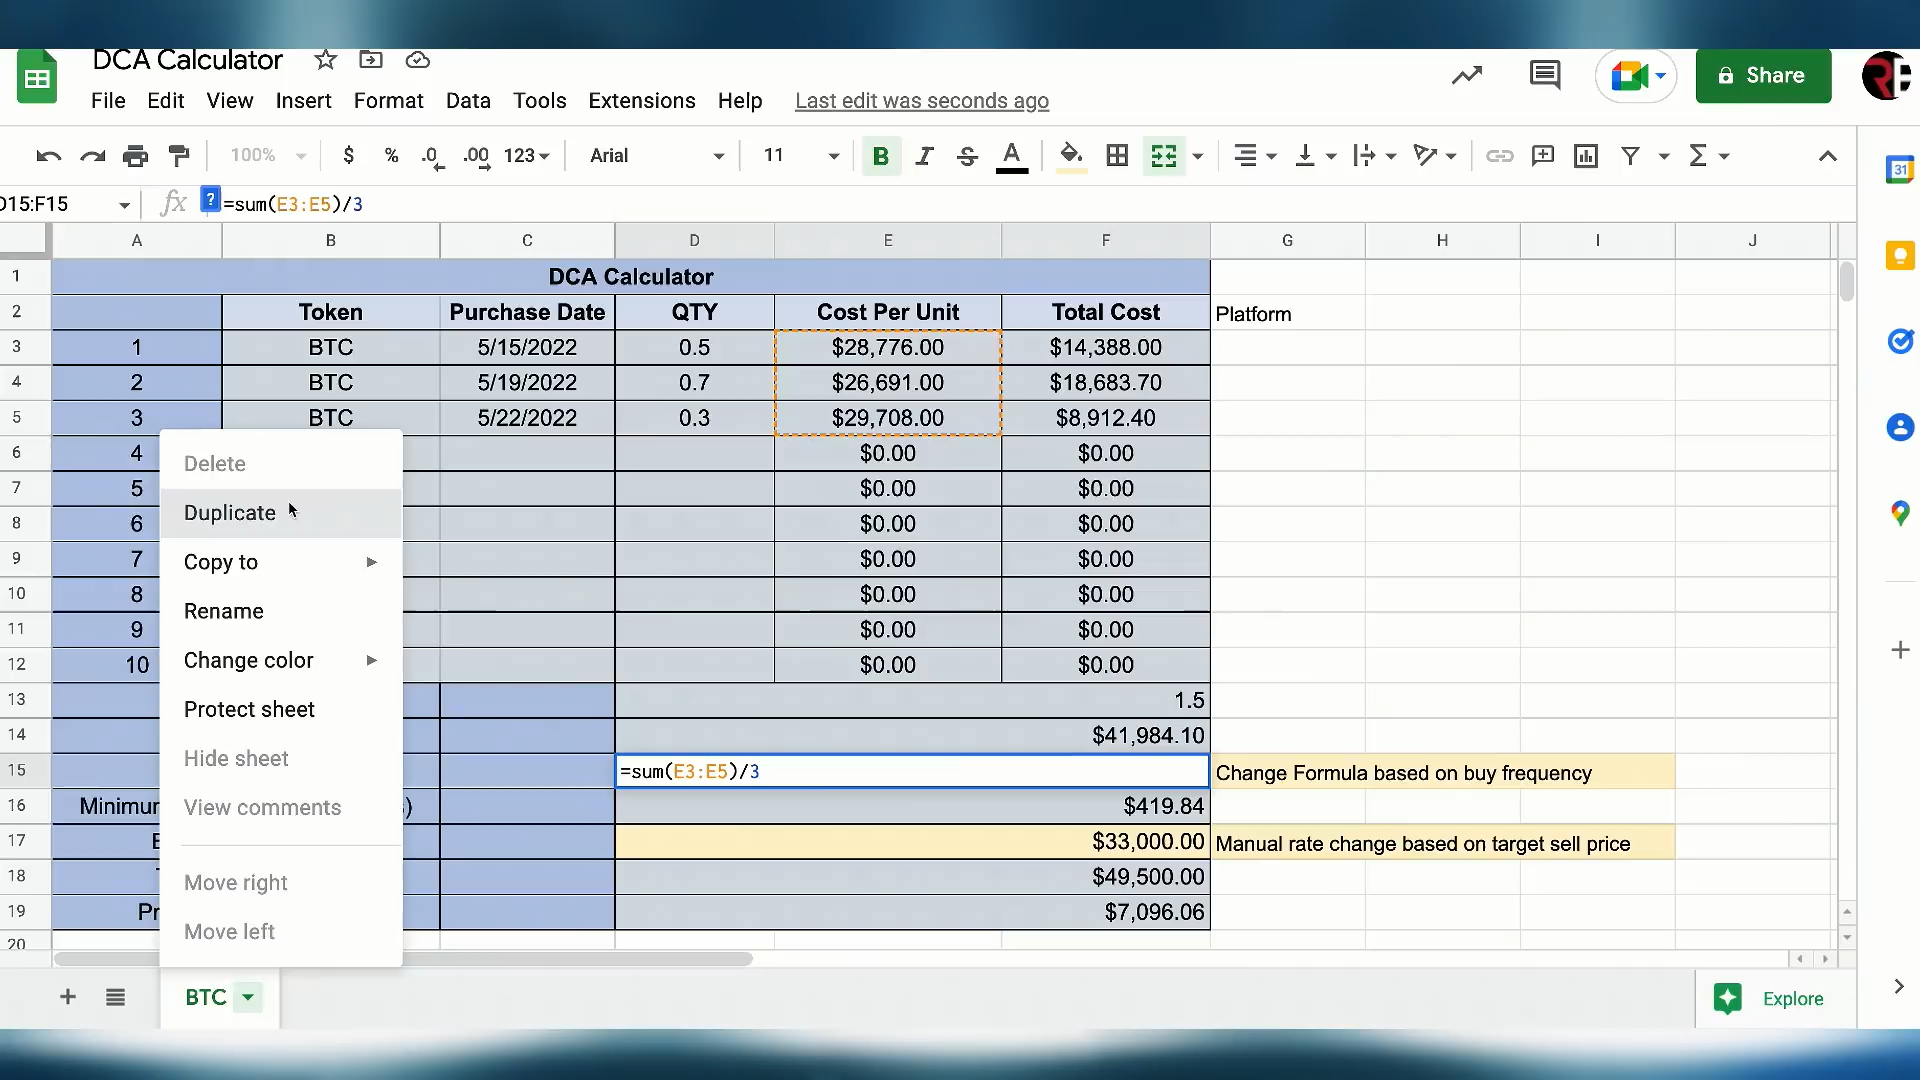 DCA Calculator
File Edit View Insert Format Data Tools Extensions Help Last edit was seconds ago
Share
100% $ % .0 .00 123 Arial 11 B I S A
31
D15:F15 fx ? =sum(E3:E5)/3
A B C D E F G H I J
1 DCA Calculator
2 Token Purchase Date QTY Cost Per Unit Total Cost Platform
3 1 BTC 5/15/2022 0.5 $28,776.00 $14,388.00
4 2 BTC 5/19/2022 0.7 $26,691.00 $18,683.70
5 3 BTC 5/22/2022 0.3 $29,708.00 $8,912.40
6 4 $0.00 $0.00
7 5 $0.00 $0.00
8 6 $0.00 $0.00
9 7 $0.00 $0.00
10 8 $0.00 $0.00
11 9 $0.00 $0.00
12 10 $0.00 $0.00
13 1.5
14 $41,984.10
15 =sum(E3:E5)/3 Change Formula based on buy frequency
16 $419.84
17 $33,000.00 Manual rate change based on target sell price
18 $49,500.00
19 $7,096.06
20
Delete
Duplicate
Copy to
Rename
Change color
Protect sheet
Hide sheet
View comments
Move right
Move left
BTC
Explore